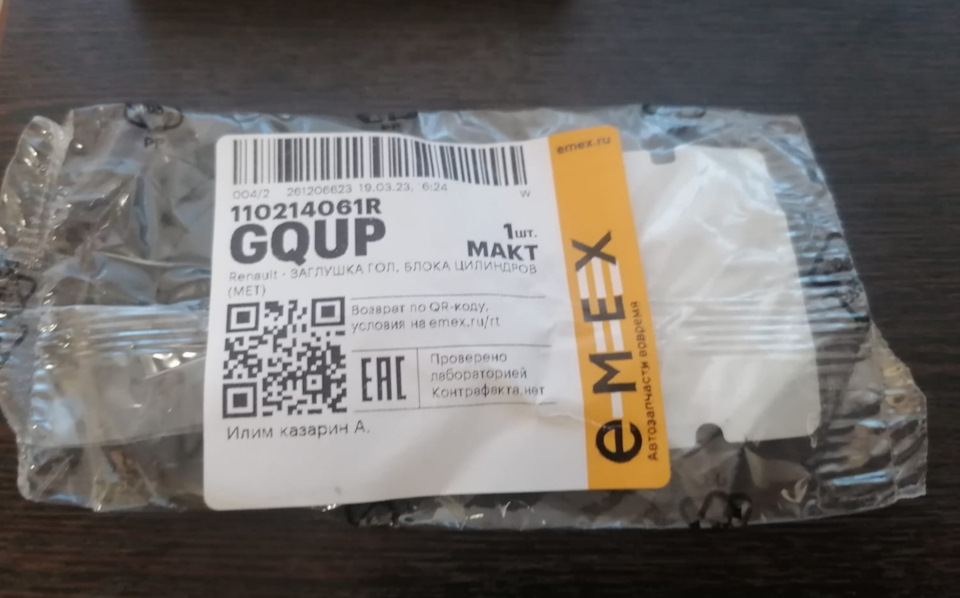 emex.ru
004/2 261206623 19.03.23, 6:24 W
110214061R
GQUP
1шт.
МАКТ
Renault - ЗАГЛУШКА ГОЛ. БЛОКА ЦИЛИНДРОВ
(МЕТ)
Возврат по QR-коду,
условия на emex.ru/rt
EAC
Проверено
лабораторией
Контрафакта.нет
Илим казарин А.
e-MEX
Автозапчасти вовремя
PP